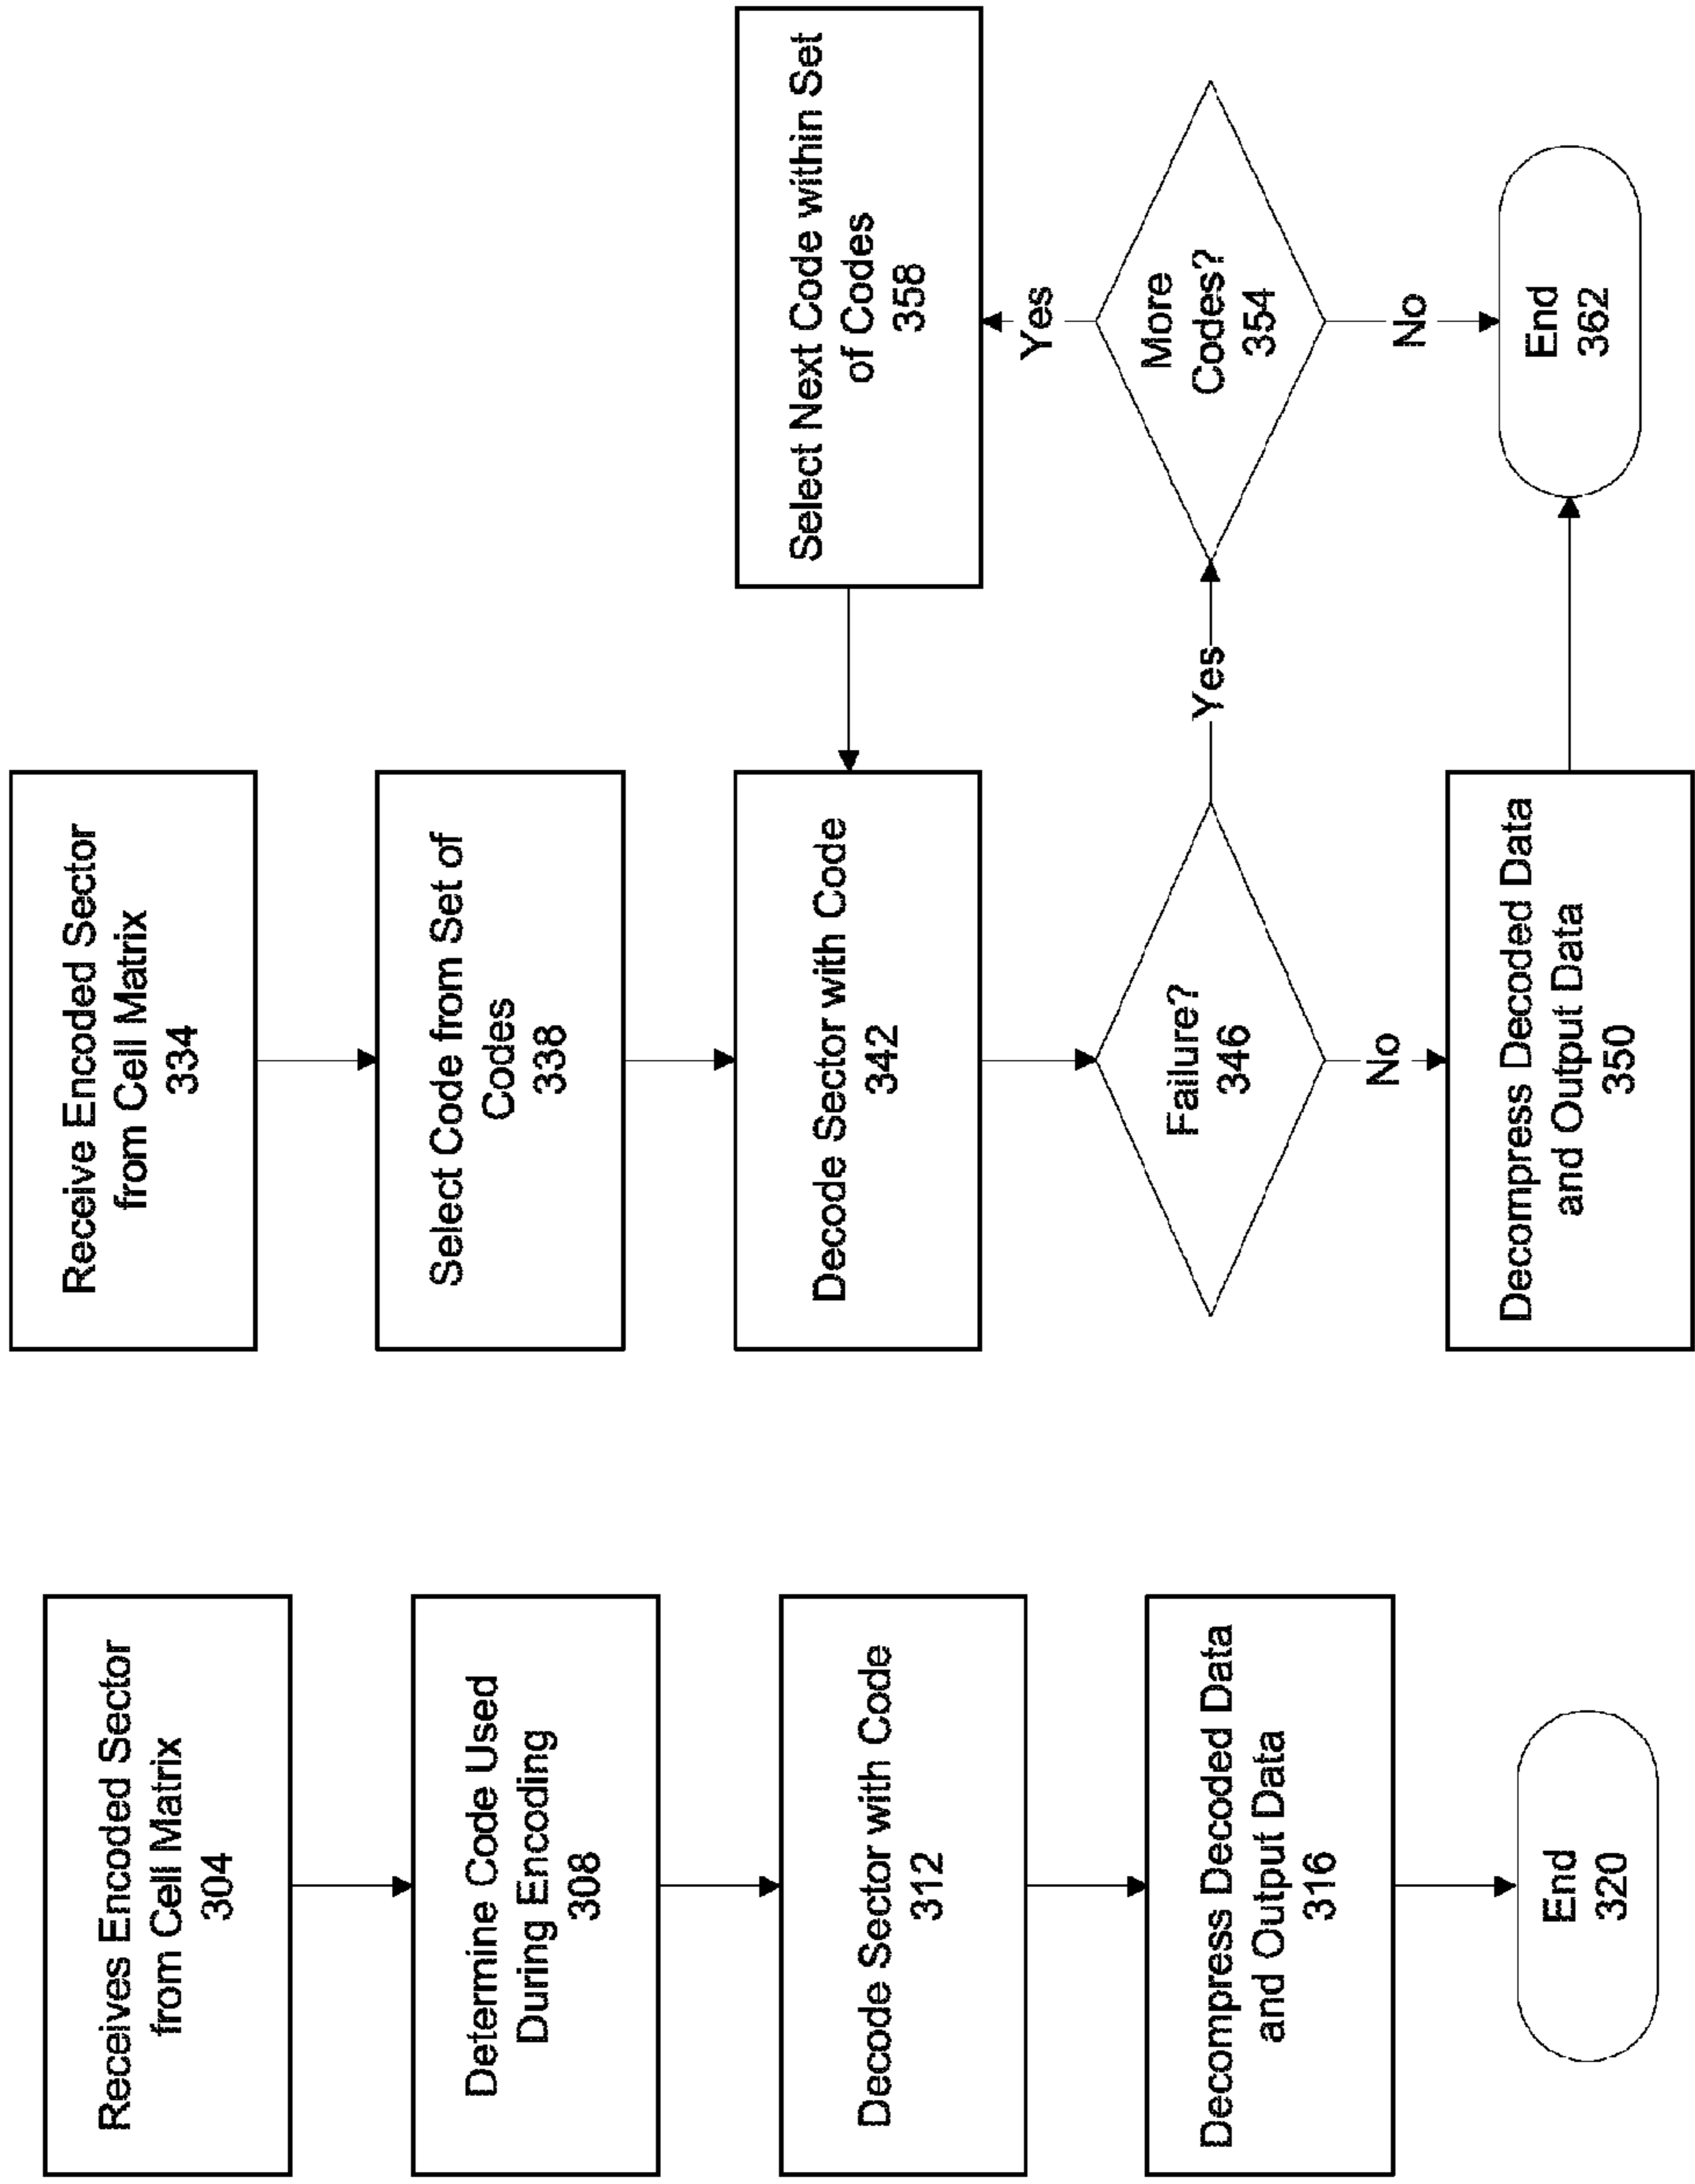 Receives Encoded Sector
from Cell Matrix
304
Determine Code Used
During Encoding
308
Decode Sector with Code
312
Decompress Decoded Data
and Output Data
316
End
320
Receive Encoded Sector
from Cell Matrix
334
Select Code from Set of
Codes
338
Decode Sector with Code
342
Failure?
346
Yes
No
Decompress Decoded Data
and Output Data
350
Select Next Code within Set
of Codes
358
Yes
More
Codes?
354
No
End
362